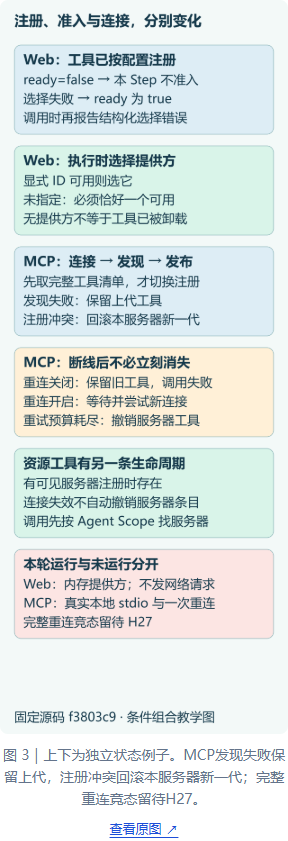 注册、准入与连接，分别变化
Web：工具已按配置注册
ready=false → 本 Step 不准入
选择失败 → ready 为 true
调用时再报告结构化选择错误
Web：执行时选择提供方
显式 ID 可用则选它
未指定：必须恰好一个可用
无提供方不等于工具已被卸载
MCP：连接 → 发现 → 发布
先取完整工具清单，才切换注册
发现失败：保留上代工具
注册冲突：回滚本服务器新一代
MCP：断线后不必立刻消失
重连关闭：保留旧工具，调用失败
重连开启：等待并尝试新连接
重试预算耗尽：撤销服务器工具
资源工具有另一条生命周期
有可见服务器注册时存在
连接失效不自动撤销服务器条目
调用先按 Agent Scope 找服务器
本轮运行与未运行分开
Web：内存提供方；不发网络请求
MCP：真实本地 stdio 与一次重连
完整重连竞态留待 H27
固定源码 f3803c9 · 条件组合教学图
图 3｜上下为独立状态例子。MCP发现失败保
留上代，注册冲突回滚本服务器新一代；完整
重连竞态留待H27。
查看原图 ↗